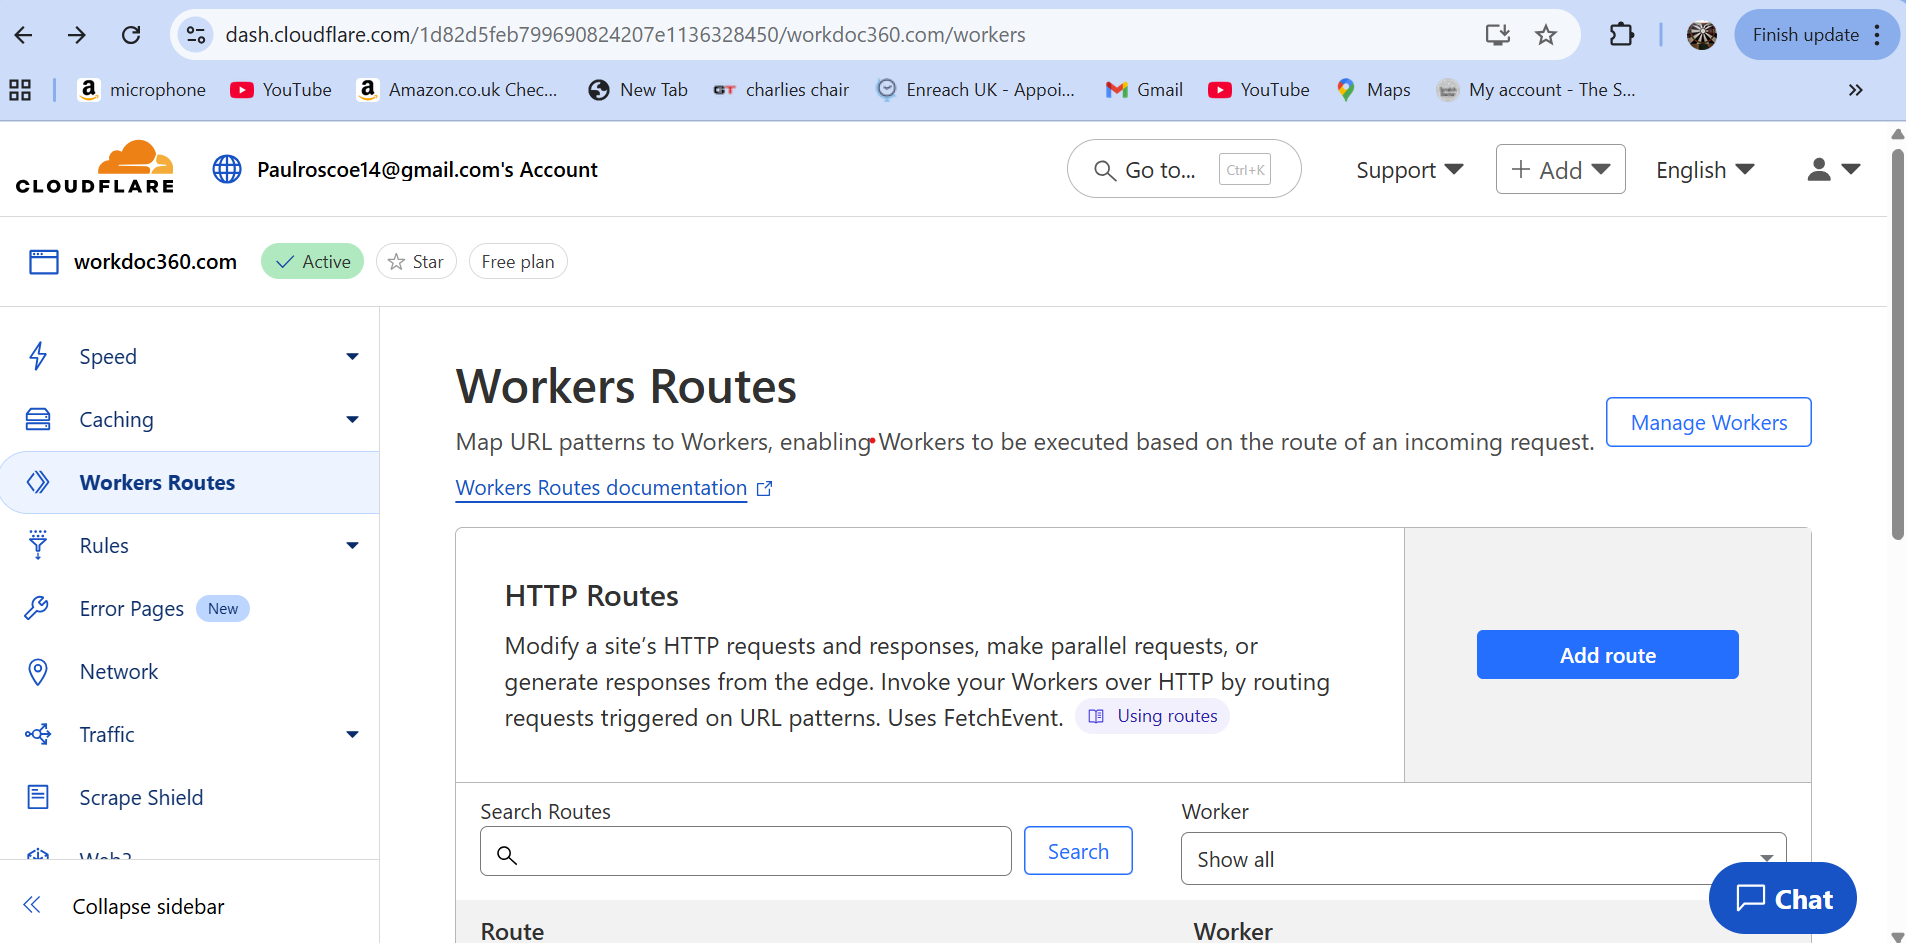 dash.cloudflare.com/1d82d5feb799690824207e1136328450/workdoc360.com/workers
Finish update
microphone
YouTube
Amazon.co.uk Chec...
New Tab
GT charlies chair
Enreach UK - Appoi...
Gmail
YouTube
Maps
My account - The S...
CLOUDFLARE
Paulroscoe14@gmail.com's Account
Go to...
Ctrl+K
Support
Add
English
workdoc360.com
Active
Star
Free plan
Speed
Caching
Workers Routes
Rules
Error Pages New
Network
Traffic
Scrape Shield
Web3
Collapse sidebar
Workers Routes
Map URL patterns to Workers, enabling Workers to be executed based on the route of an incoming request.
Manage Workers
Workers Routes documentation
HTTP Routes
Modify a site’s HTTP requests and responses, make parallel requests, or
generate responses from the edge. Invoke your Workers over HTTP by routing
requests triggered on URL patterns. Uses FetchEvent. Using routes
Add route
Search Routes
Search
Worker
Show all
Route
Worker
Chat